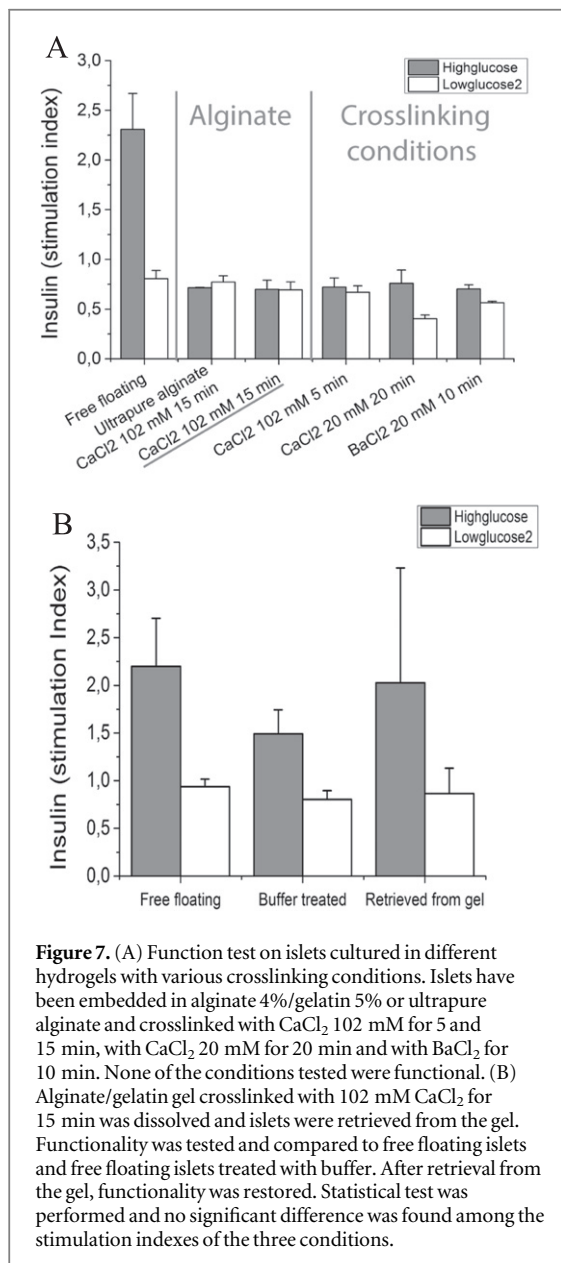 A
Highglucose
Lowglucose2
Alginate
Crosslinking
conditions
Insulin (stimulation index)
3,0
2,5
2,0
1,5
1,0
0,5
0,0
Free floating
Ultrapure alginate
CaCl2 102 mM 15 min
CaCl2 102 mM 15 min
CaCl2 102 mM 5 min
CaCl2 20 mM 20 min
BaCl2 20 mM 10 min
B
Highglucose
Lowglucose2
Insulin (stimulation Index)
3,5
3,0
2,5
2,0
1,5
1,0
0,5
0,0
Free floating
Buffer treated
Retrieved from gel
Figure 7. (A) Function test on islets cultured in different
hydrogels with various crosslinking conditions. Islets have
been embedded in alginate 4%/gelatin 5% or ultrapure
alginate and crosslinked with CaCl₂ 102 mM for 5 and
15 min, with CaCl₂ 20 mM for 20 min and with BaCl₂ for
10 min. None of the conditions tested were functional. (B)
Alginate/gelatin gel crosslinked with 102 mM CaCl₂ for
15 min was dissolved and islets were retrieved from the gel.
Functionality was tested and compared to free floating islets
and free floating islets treated with buffer. After retrieval from
the gel, functionality was restored. Statistical test was
performed and no significant difference was found among the
stimulation indexes of the three conditions.